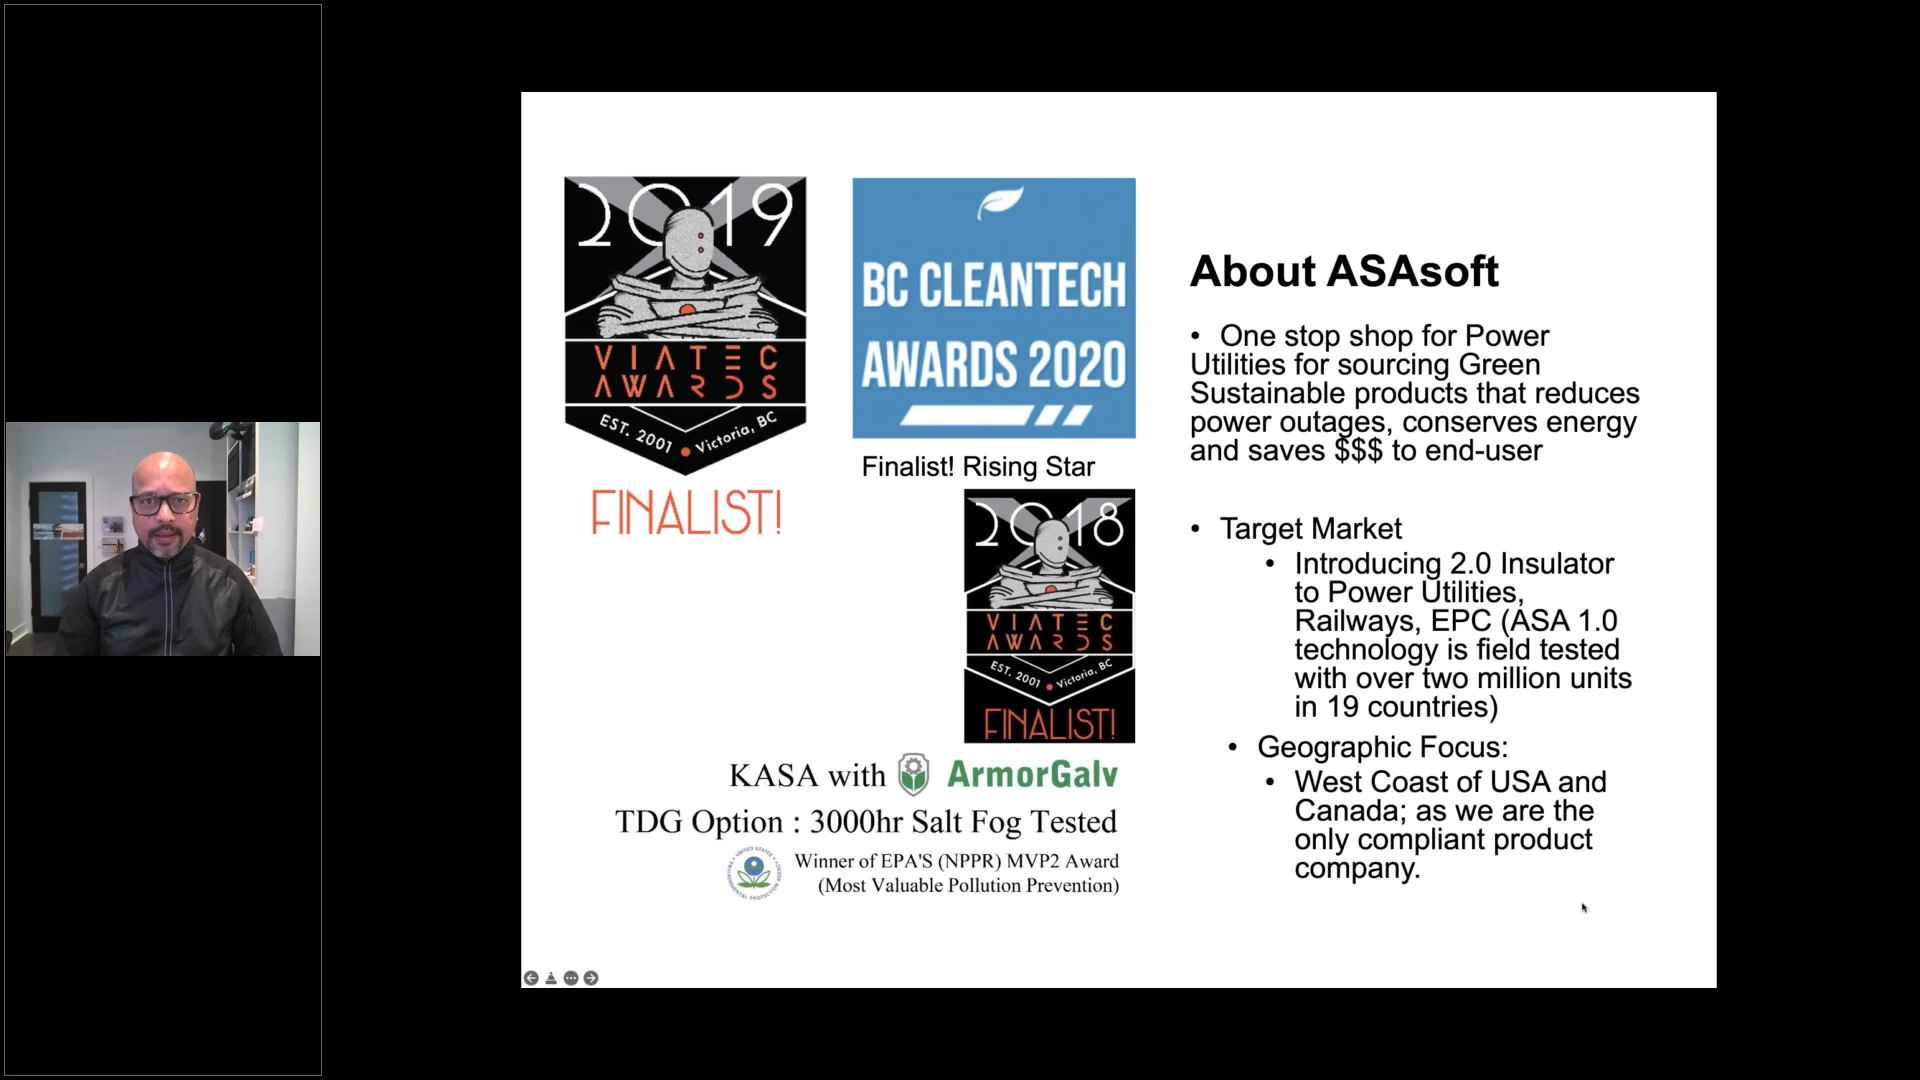 2019
VIATEC
AWARDS
EST. 2001 • Victoria, BC
FINALIST!
BC CLEANTECH
AWARDS 2020
Finalist! Rising Star
2018
VIATEC
AWARDS
EST. 2001 • Victoria, BC
FINALIST!
KASA with ArmorGalv
TDG Option : 3000hr Salt Fog Tested
Winner of EPA'S (NPPR) MVP2 Award
(Most Valuable Pollution Prevention)
About ASAsoft
• One stop shop for Power
Utilities for sourcing Green
Sustainable products that reduces
power outages, conserves energy
and saves $$$ to end-user
• Target Market
• Introducing 2.0 Insulator
to Power Utilities,
Railways, EPC (ASA 1.0
technology is field tested
with over two million units
in 19 countries)
• Geographic Focus:
• West Coast of USA and
Canada; as we are the
only compliant product
company.